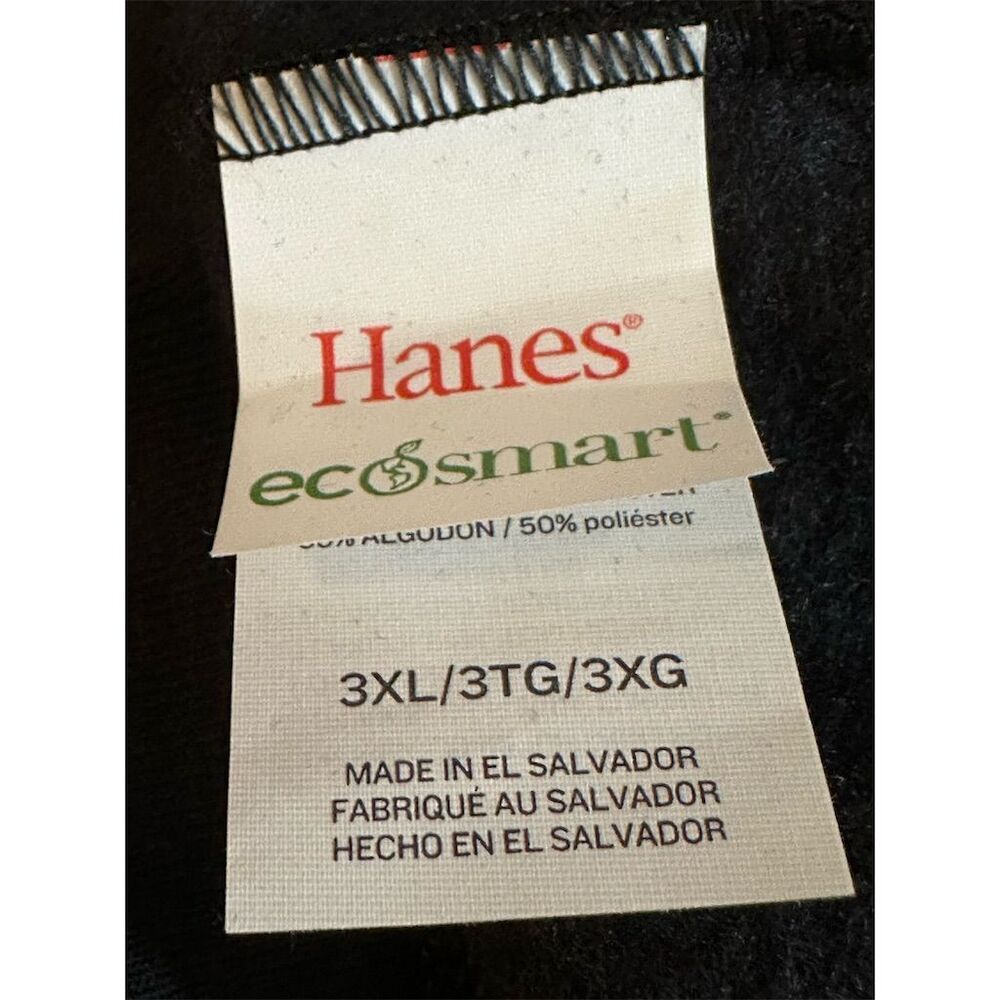 Hanes®
ecosmart®
ALGODÓN / 50% poliéster
3XL/3TG/3XG
MADE IN EL SALVADOR
FABRIQUÉ AU SALVADOR
HECHO EN EL SALVADOR